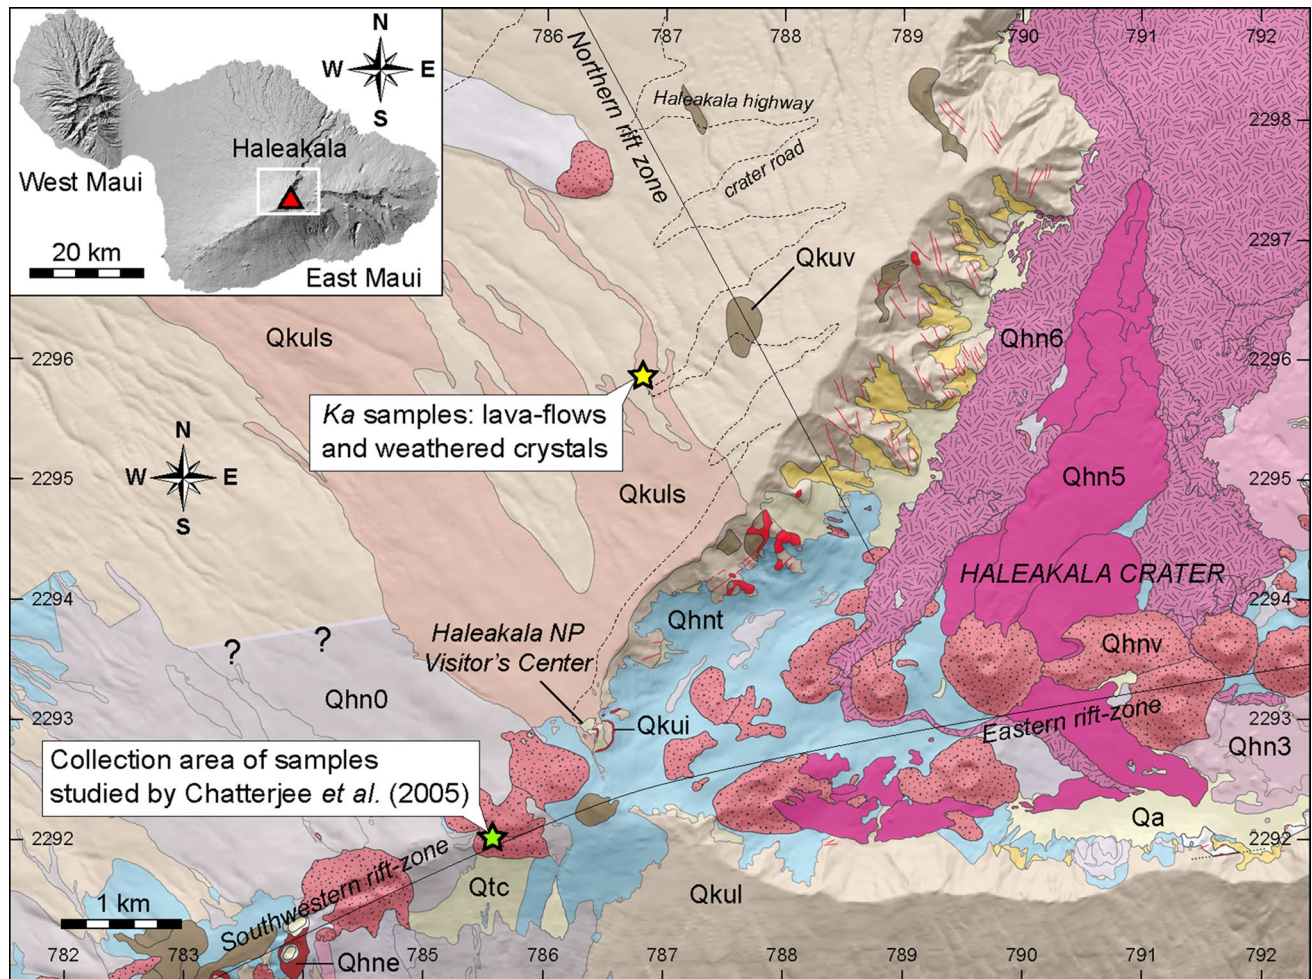 N
W E
S
Haleakala
West Maui
20 km
East Maui
786 787 788 789 790 791 792
Northern rift zone
Haleakala highway
crater road
2298
2297
Qkuv
Qkuls
2296
2296
Qhn6
Ka samples: lava-flows
and weathered crystals
N
W E
S
Qkuls
Qhn5
2295
2295
HALEAKALA CRATER
2294
2294
Qhnt
Haleakala NP
Visitor's Center
Qhnv
? ?
Qhn0
2293
2293
Qkui
Eastern rift-zone
Qhn3
Collection area of samples
studied by Chatterjee et al. (2005)
Qa
2292
2292
Southwestern rift-zone
Qtc
Qkul
1 km
Qhne
782 783 785 786 787 788 789 790 791 792